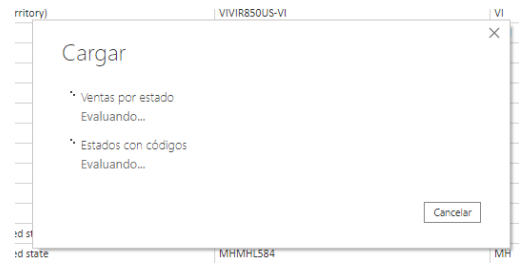 rritory) VIVIR850US-VI VI
Cargar
Ventas por estado
Evaluando...
Estados con códigos
Evaluando...
Cancelar
ed st
ed state MHMHL584 MH